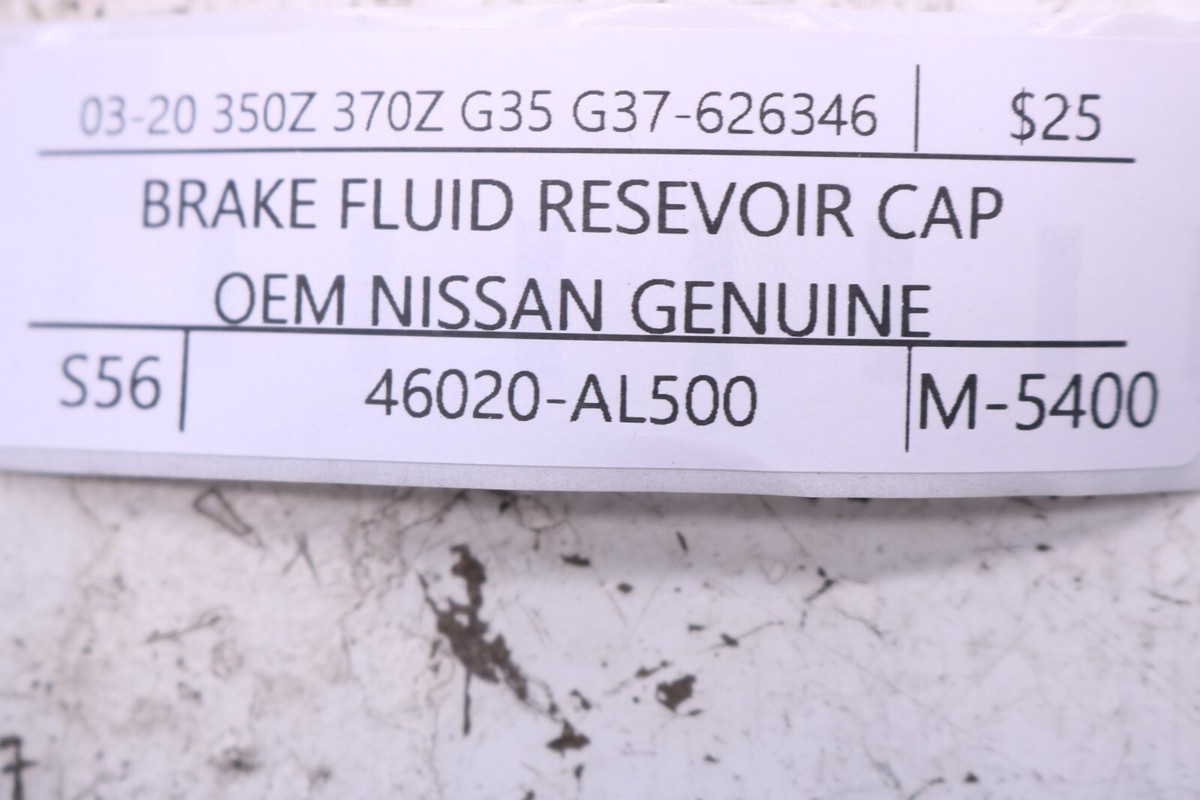 03-20 350Z 370Z G35 G37-626346 $25
BRAKE FLUID RESEVOIR CAP
OEM NISSAN GENUINE
S56 46020-AL500 M-5400